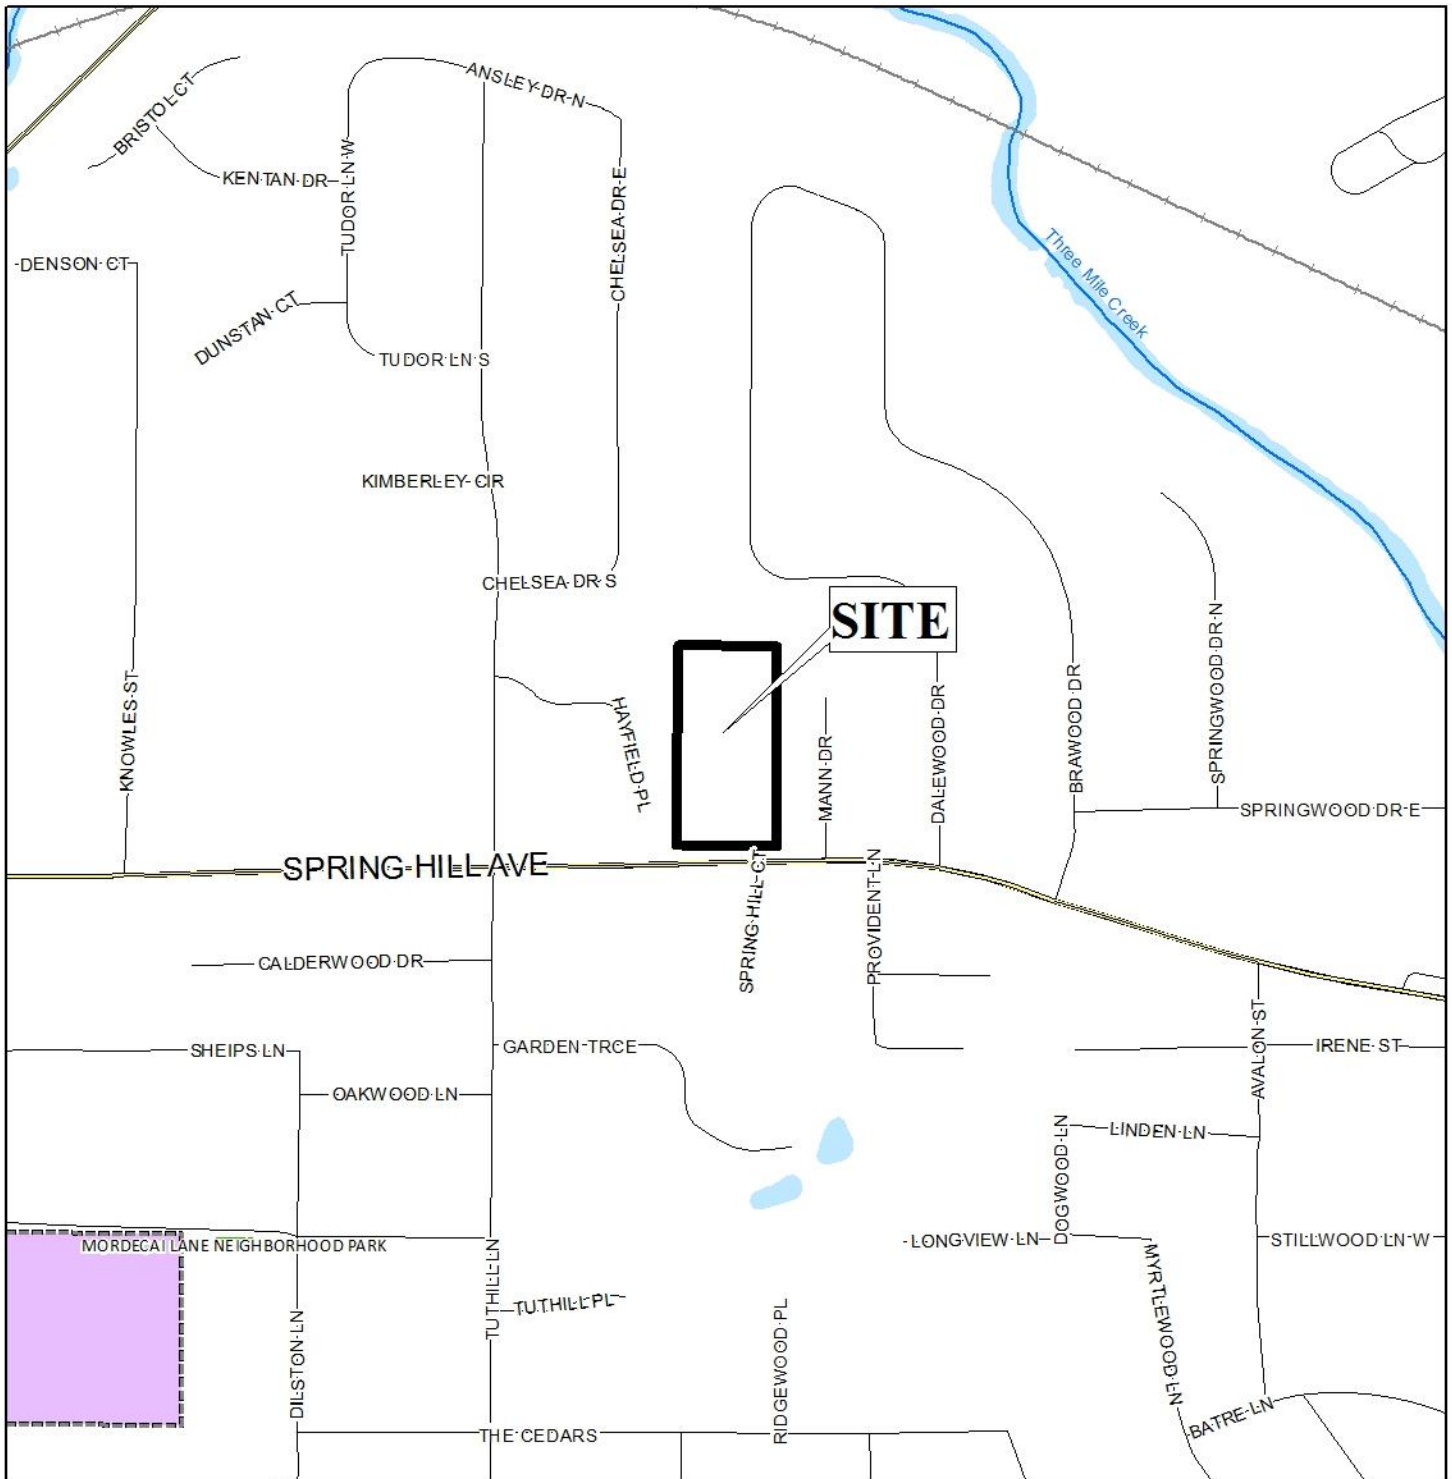 ANSLEY DR N
BRISTOL CT
KENTAN DR
TUDOR LN W
CHELSEA DR E
DENSON CT
Three Mile Creek
DUNSTAN CT
TUDOR LN S
KIMBERLEY CIR
CHELSEA DR S
SITE
KNOWLES ST
HAYFIELD PL
MANN DR
DALEWOOD DR
BRAWOOD DR
SPRINGWOOD DR N
SPRINGWOOD DR E
SPRING HILL AVE
SPRING HILL CT
PROVIDENT LN
CALDERWOOD DR
SHEIPS LN
GARDEN TRCE
AVALON ST
IRENE ST
OAKWOOD LN
DOGWOOD LN
LINDEN LN
MORDECAI LANE NEIGHBORHOOD PARK
LONGVIEW LN
STILLWOOD LN W
TUTHILL LN
TUTHILL PL
MYRTLEWOOD LN
DILSTON LN
RIDGEWOOD PL
BATRE LN
THE CEDARS